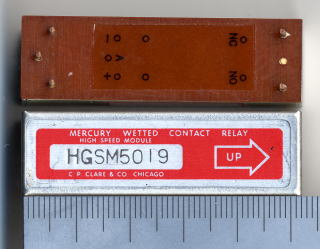 − A +
NC
NO
MERCURY WETTED CONTACT RELAY
HIGH SPEED MODULE
HGSM5019
UP
C P CLARE & CO CHICAGO